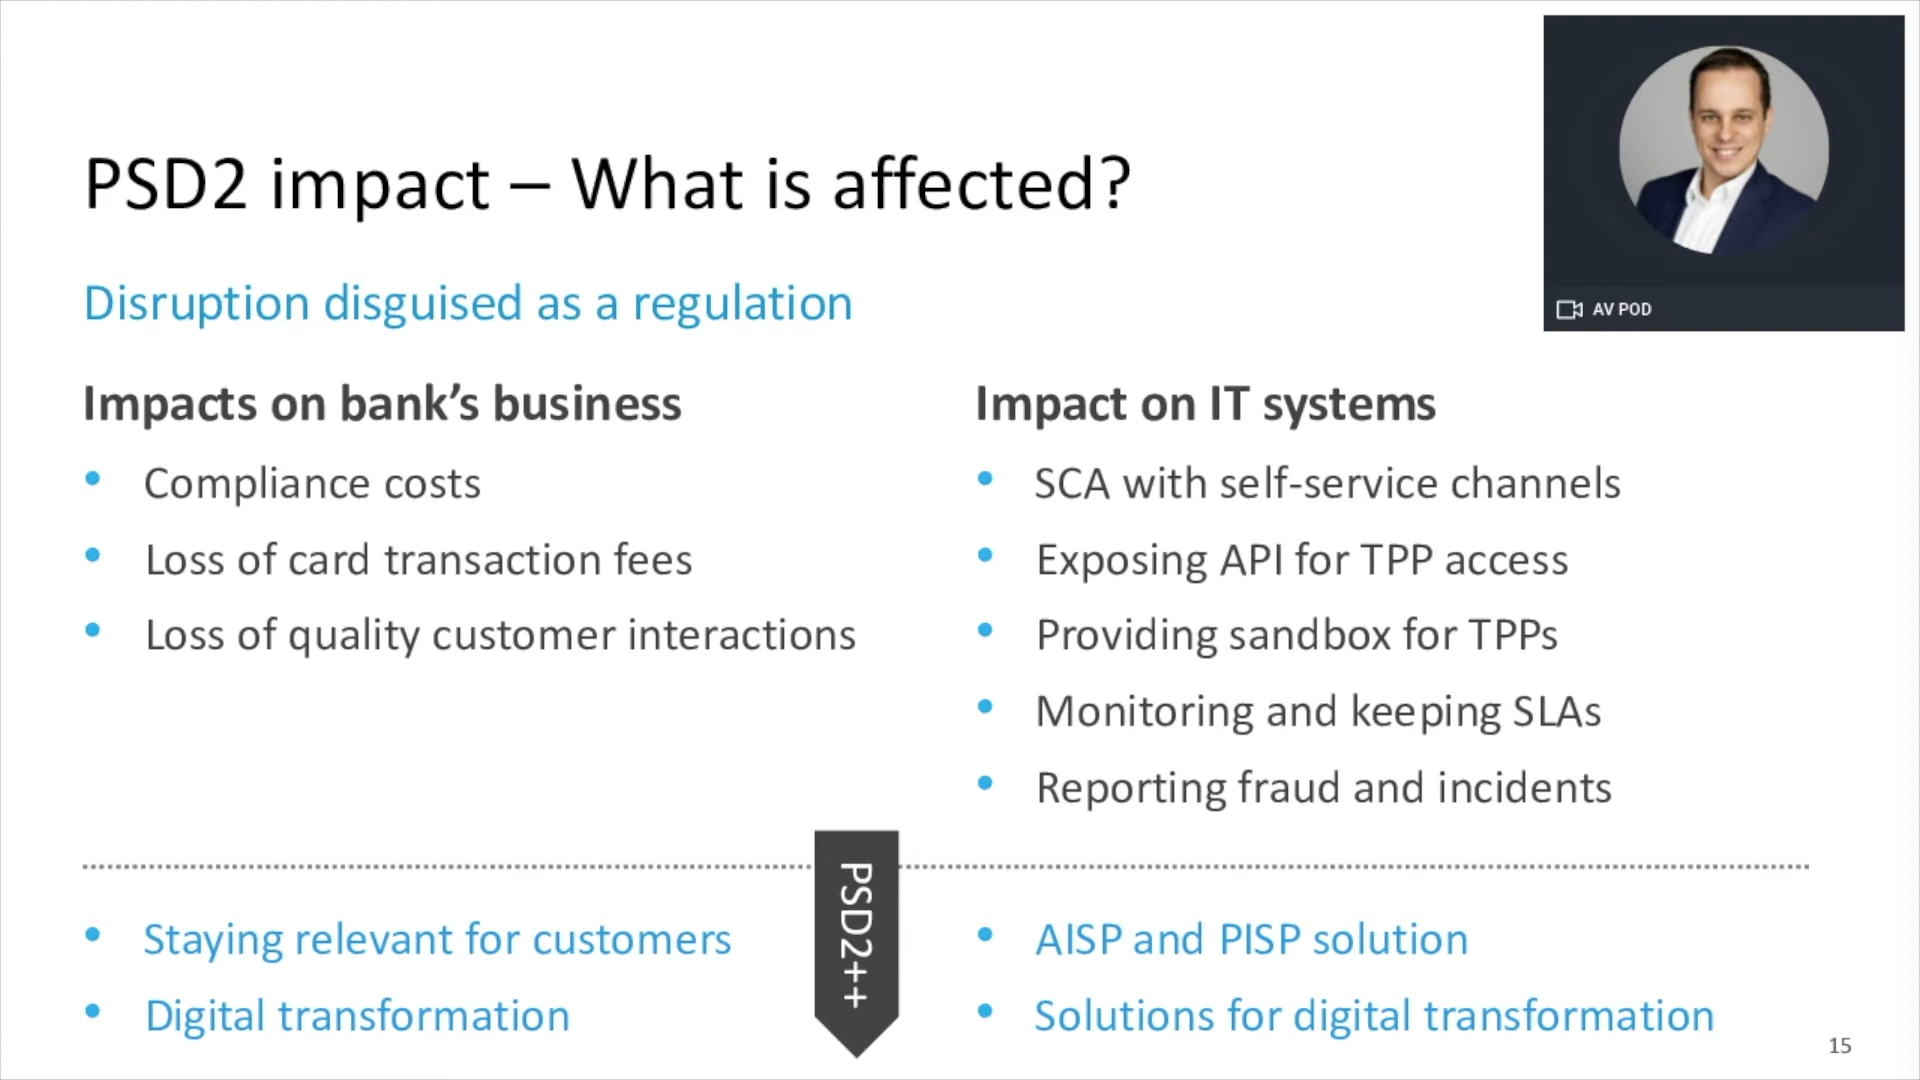 PSD2 impact – What is affected?
AV POD
Disruption disguised as a regulation
Impacts on bank’s business
• Compliance costs
• Loss of card transaction fees
• Loss of quality customer interactions
Impact on IT systems
• SCA with self-service channels
• Exposing API for TPP access
• Providing sandbox for TPPs
• Monitoring and keeping SLAs
• Reporting fraud and incidents
PSD2++
• Staying relevant for customers
• Digital transformation
• AISP and PISP solution
• Solutions for digital transformation
15